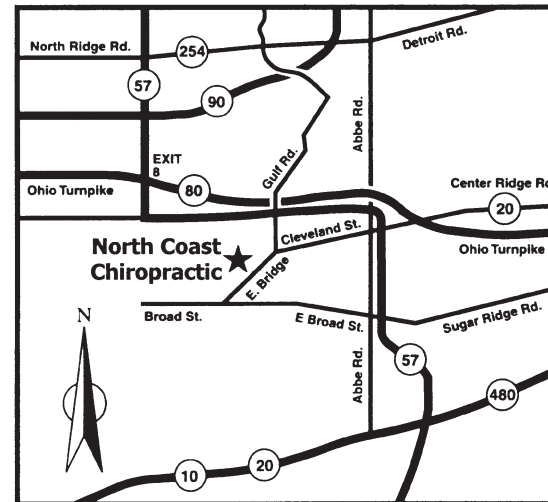 North Ridge Rd.
254
Detroit Rd.
57
90
Abbe Rd.
EXIT
8
Gulf Rd.
Ohio Turnpike
80
Center Ridge Rd
20
Cleveland St.
Ohio Turnpike
North Coast
Chiropractic
E. Bridge
N
Broad St.
E Broad St.
Sugar Ridge Rd.
57
Abbe Rd.
480
10
20